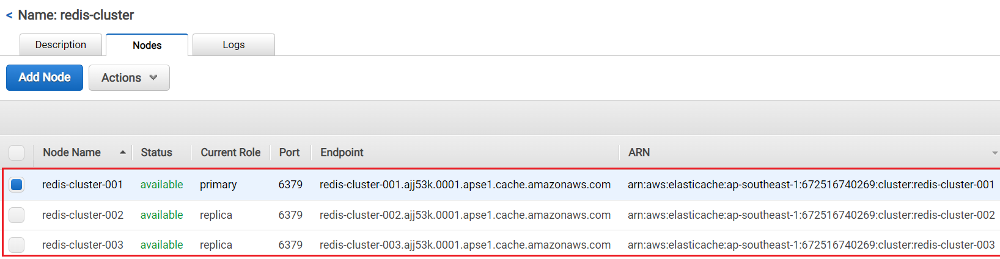 < Name: redis-cluster
Description Nodes Logs
Add Node Actions
Node Name Status Current Role Port Endpoint ARN
redis-cluster-001 available primary 6379 redis-cluster-001.ajj53k.0001.apse1.cache.amazonaws.com arn:aws:elasticache:ap-southeast-1:672516740269:cluster:redis-cluster-001
redis-cluster-002 available replica 6379 redis-cluster-002.ajj53k.0001.apse1.cache.amazonaws.com arn:aws:elasticache:ap-southeast-1:672516740269:cluster:redis-cluster-002
redis-cluster-003 available replica 6379 redis-cluster-003.ajj53k.0001.apse1.cache.amazonaws.com arn:aws:elasticache:ap-southeast-1:672516740269:cluster:redis-cluster-003